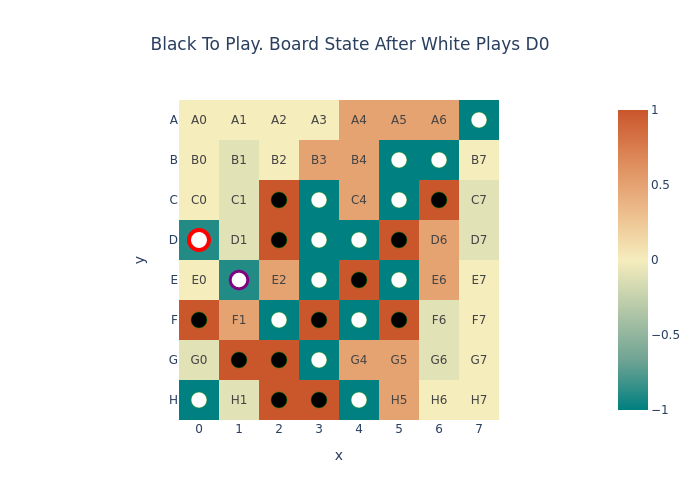 Black To Play. Board State After White Plays D0
A A0 A1 A2 A3 A4 A5 A6
B B0 B1 B2 B3 B4 B7
C C0 C1 C4 C7
D D1 D6 D7
E E0 E2 E6 E7
F F1 F6 F7
G G0 G4 G5 G6 G7
H H1 H5 H6 H7
0 1 2 3 4 5 6 7
x
y
1
0.5
0
−0.5
−1